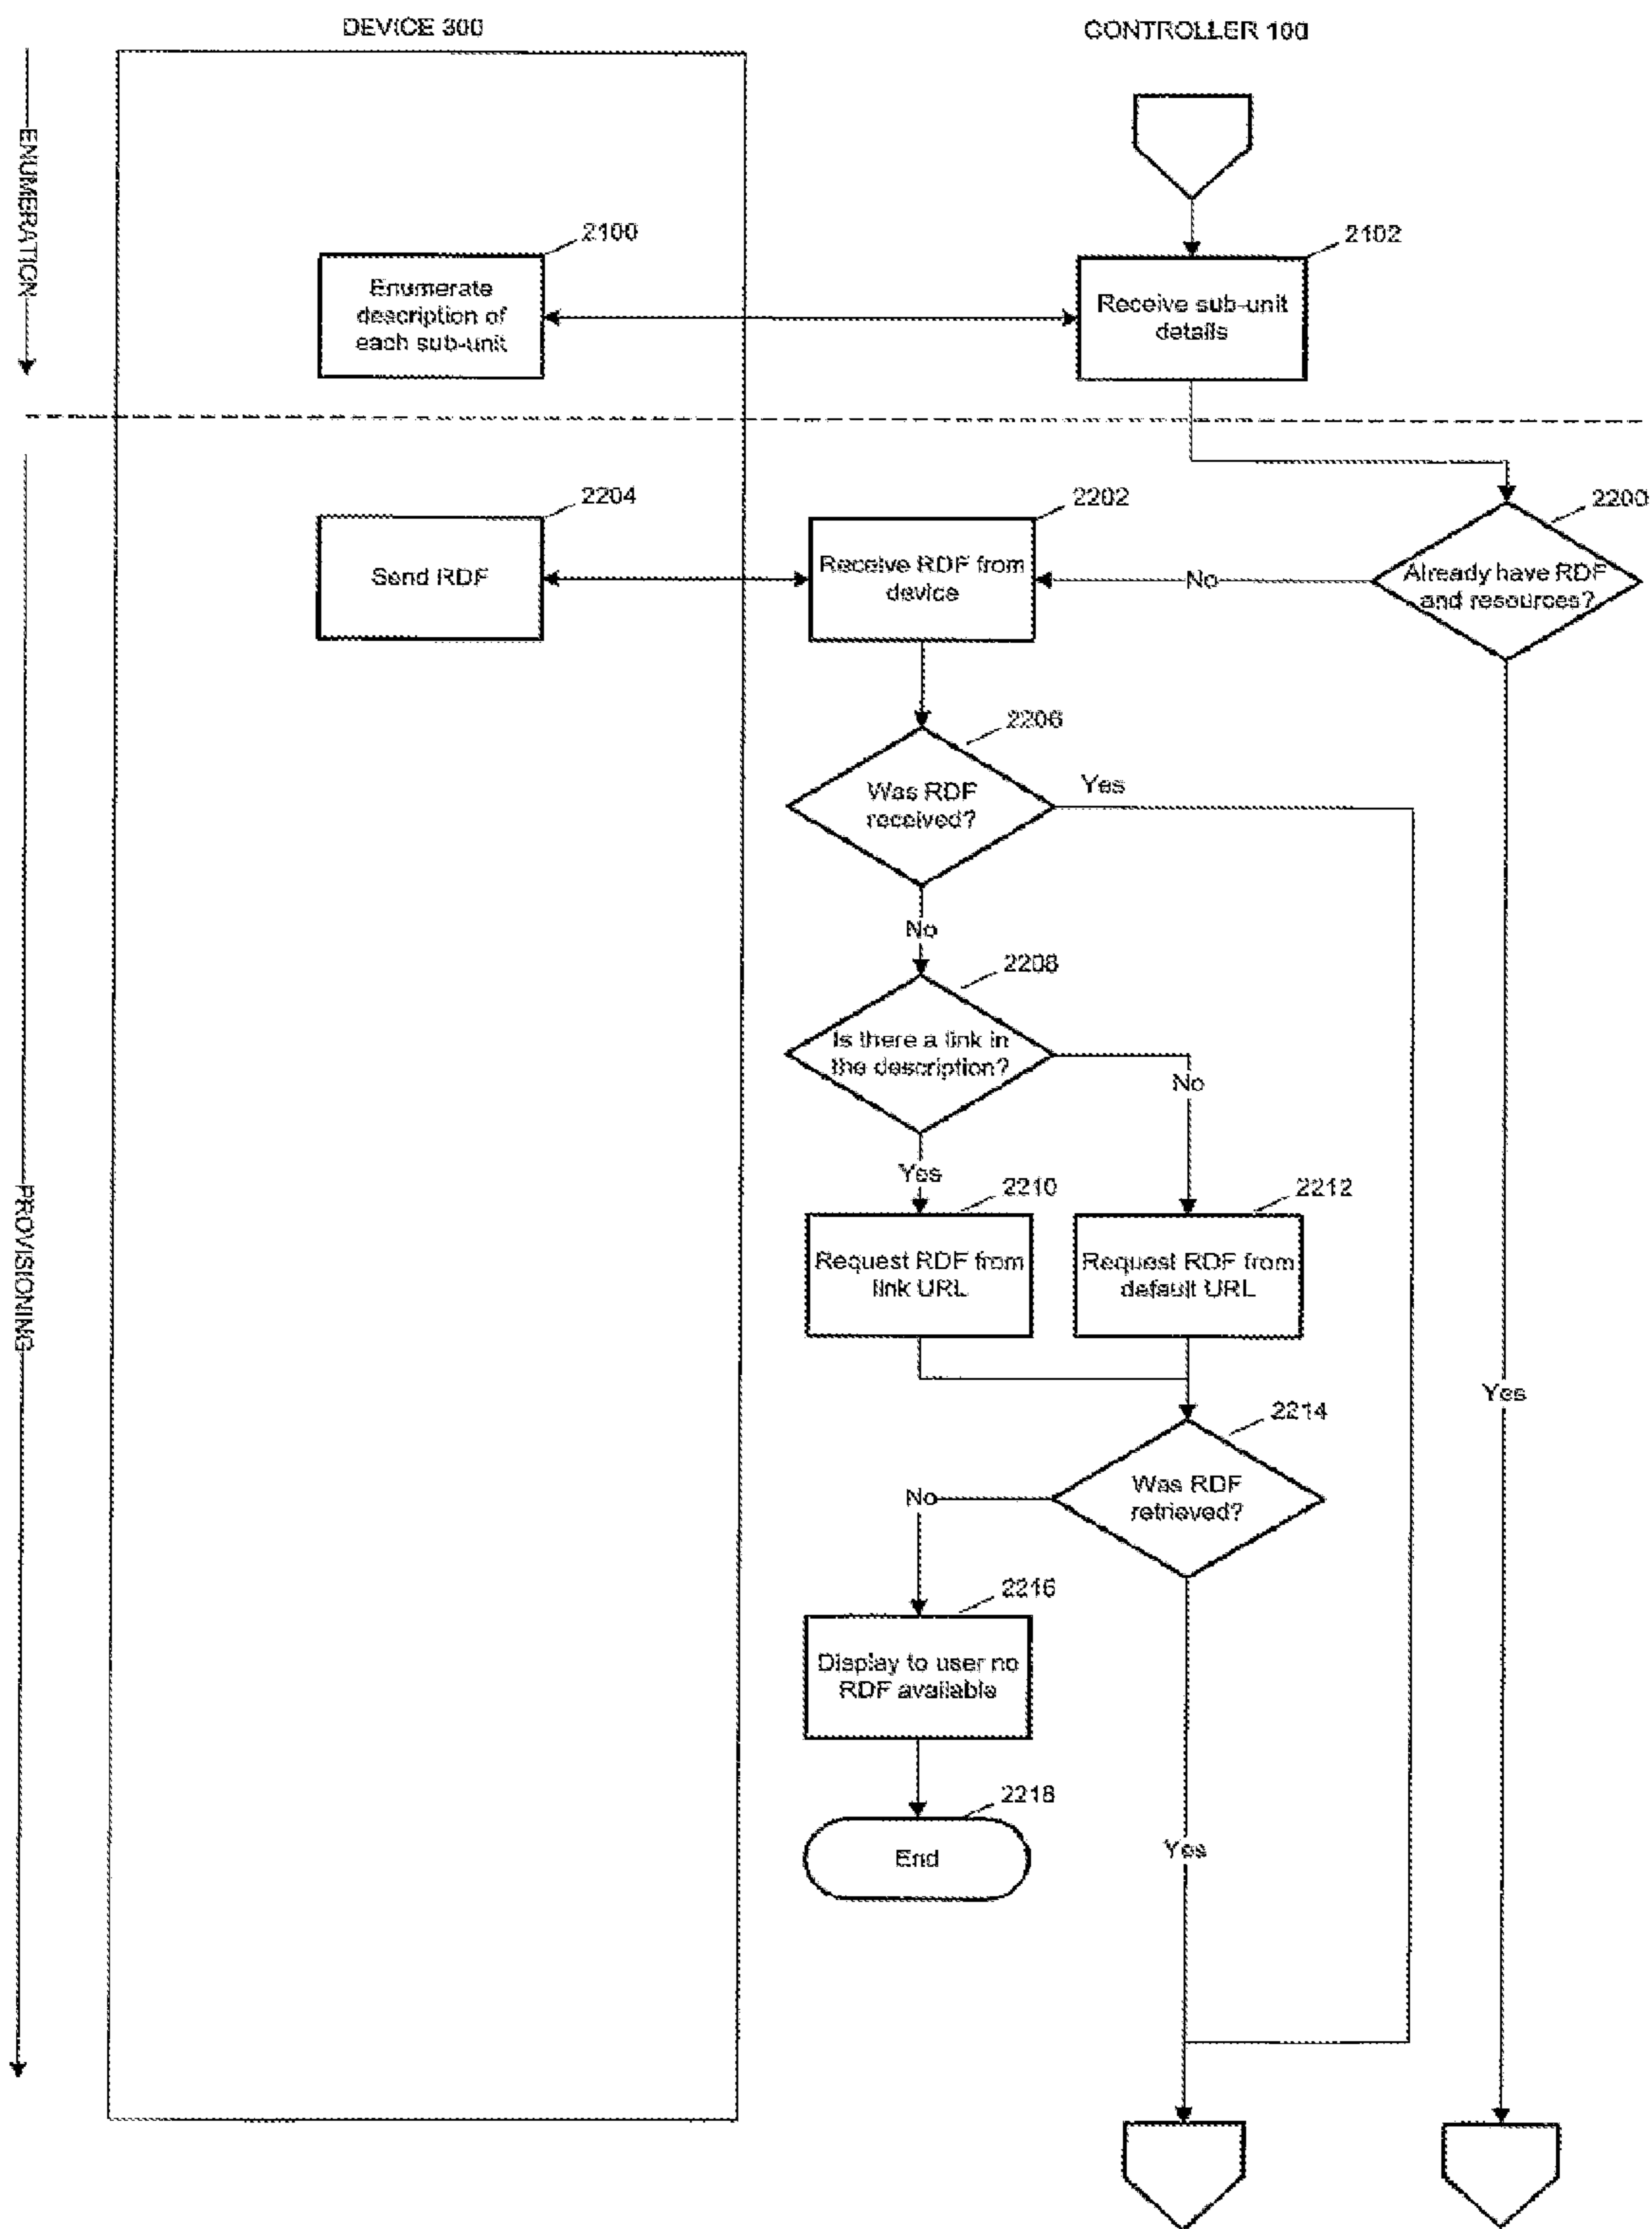 DEVICE 300
CONTROLLER 100
ENUMERATION
2100
2102
Enumerate
description of
each sub-unit
Receive sub-unit
details
2204
2202
2200
Send RDF
Receive RDF from
device
No
Already have RDF
and resources?
2206
Was RDF
received?
Yes
No
2208
Is there a link in
the description?
No
Yes
2210
2212
PROVISIONING
Request RDF from
link URL
Request RDF from
default URL
Yes
2214
Was RDF
retrieved?
No
2216
Display to user no
RDF available
2218
End
Yes